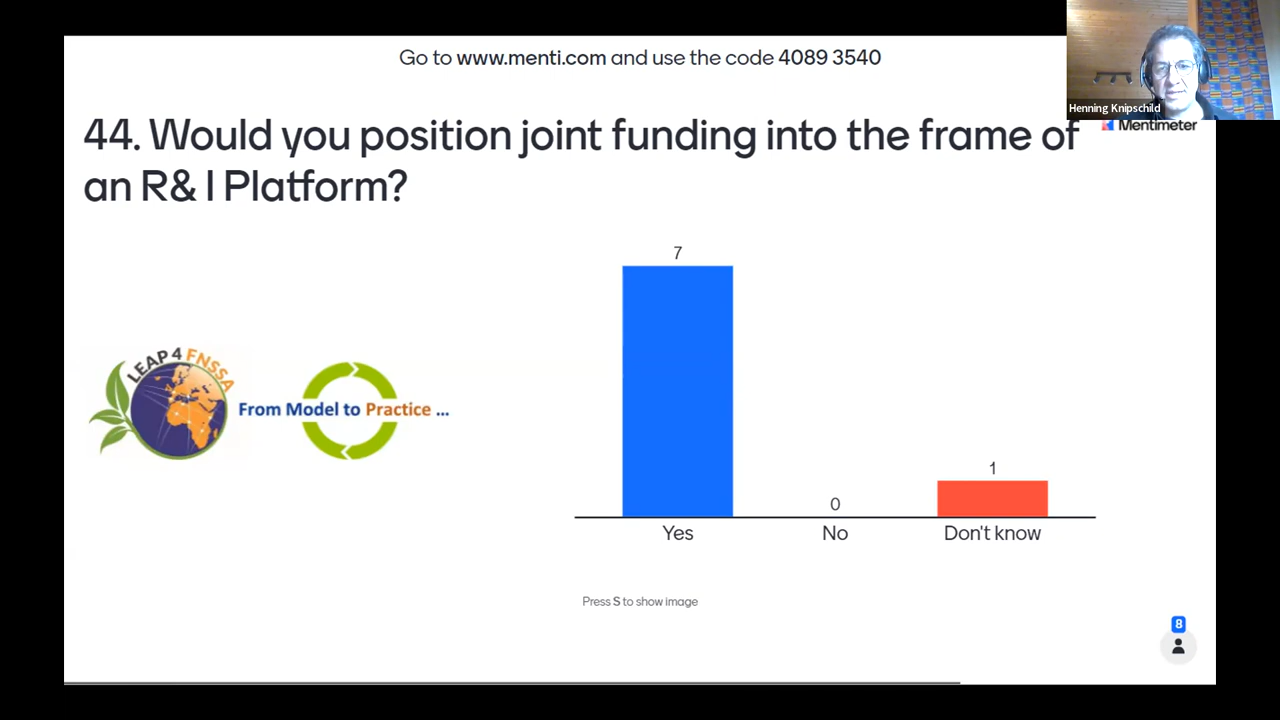 Go to www.menti.com and use the code 4089 3540
Henning Knipschild
Mentimeter
44. Would you position joint funding into the frame of
an R& I Platform?
7
LEAP4FNSSA
From Model to Practice ...
1
0
Yes
No
Don't know
Press S to show image
8